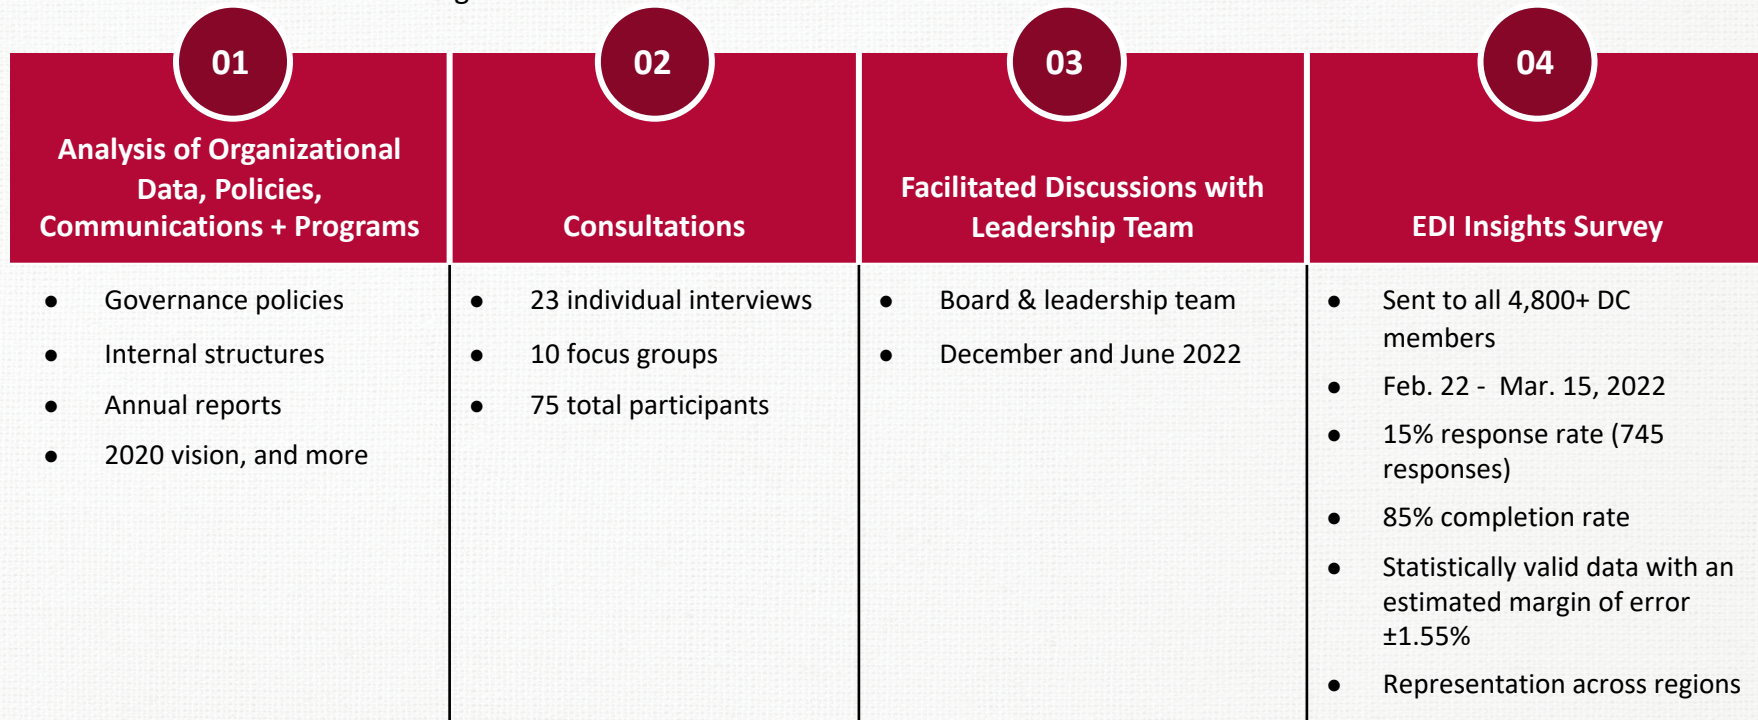 01
Analysis of Organizational
Data, Policies,
Communications + Programs
● Governance policies
● Internal structures
● Annual reports
● 2020 vision, and more
02
Consultations
● 23 individual interviews
● 10 focus groups
● 75 total participants
03
Facilitated Discussions with
Leadership Team
● Board & leadership team
● December and June 2022
04
EDI Insights Survey
● Sent to all 4,800+ DC
members
● Feb. 22 - Mar. 15, 2022
● 15% response rate (745
responses)
● 85% completion rate
● Statistically valid data with an
estimated margin of error
±1.55%
● Representation across regions